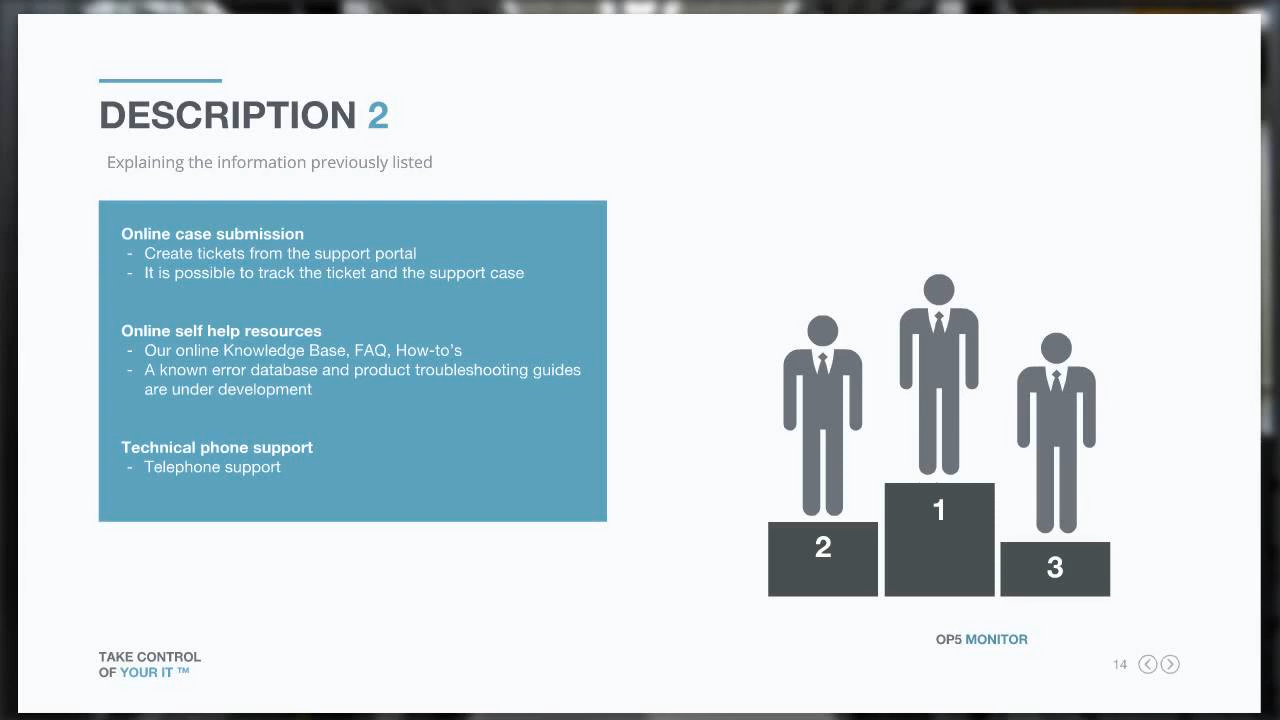 DESCRIPTION 2
Explaining the information previously listed
Online case submission
- Create tickets from the support portal
- It is possible to track the ticket and the support case
Online self help resources
- Our online Knowledge Base, FAQ, How-to's
- A known error database and product troubleshooting guides
are under development
Technical phone support
- Telephone support
1
2
3
OP5 MONITOR
TAKE CONTROL
OF YOUR IT ™
14